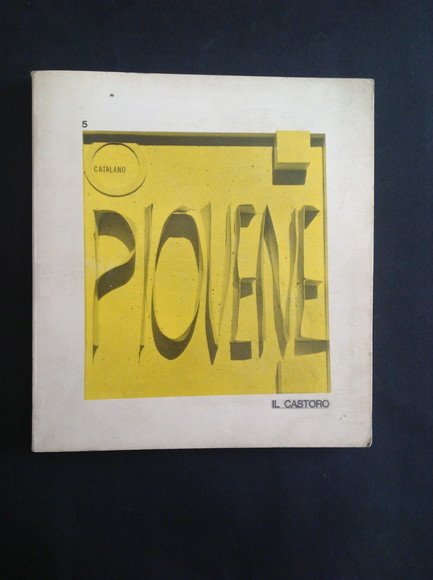 5
CATALANO
PIOVENE
IL CASTORO